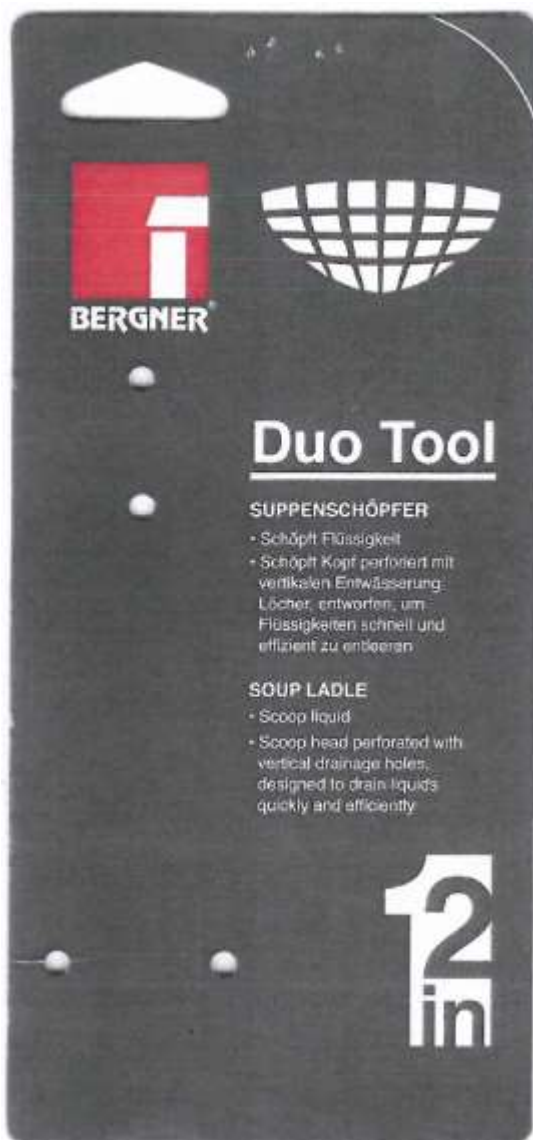 BERGNER®
Duo Tool
SUPPENSCHÖPFER
• Schöpft Flüssigkeit
• Schöpft Kopf perforiert mit
vertikalen Entwässerung
Löcher, entworfen, um
Flüssigkeiten schnell und
effizient zu entleeren
SOUP LADLE
• Scoop liquid
• Scoop head perforated with
vertical drainage holes,
designed to drain liquids
quickly and efficiently
12
in